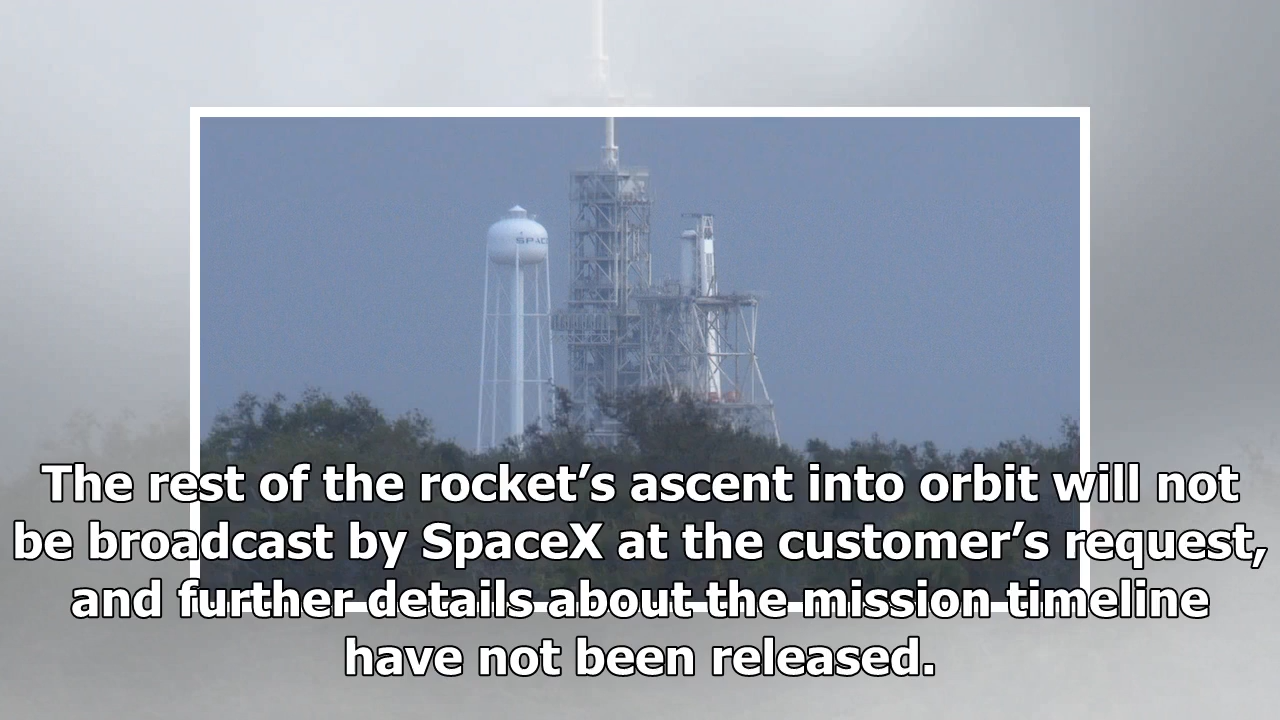 SPAC
The rest of the rocket’s ascent into orbit will not
be broadcast by SpaceX at the customer’s request,
and further details about the mission timeline
have not been released.